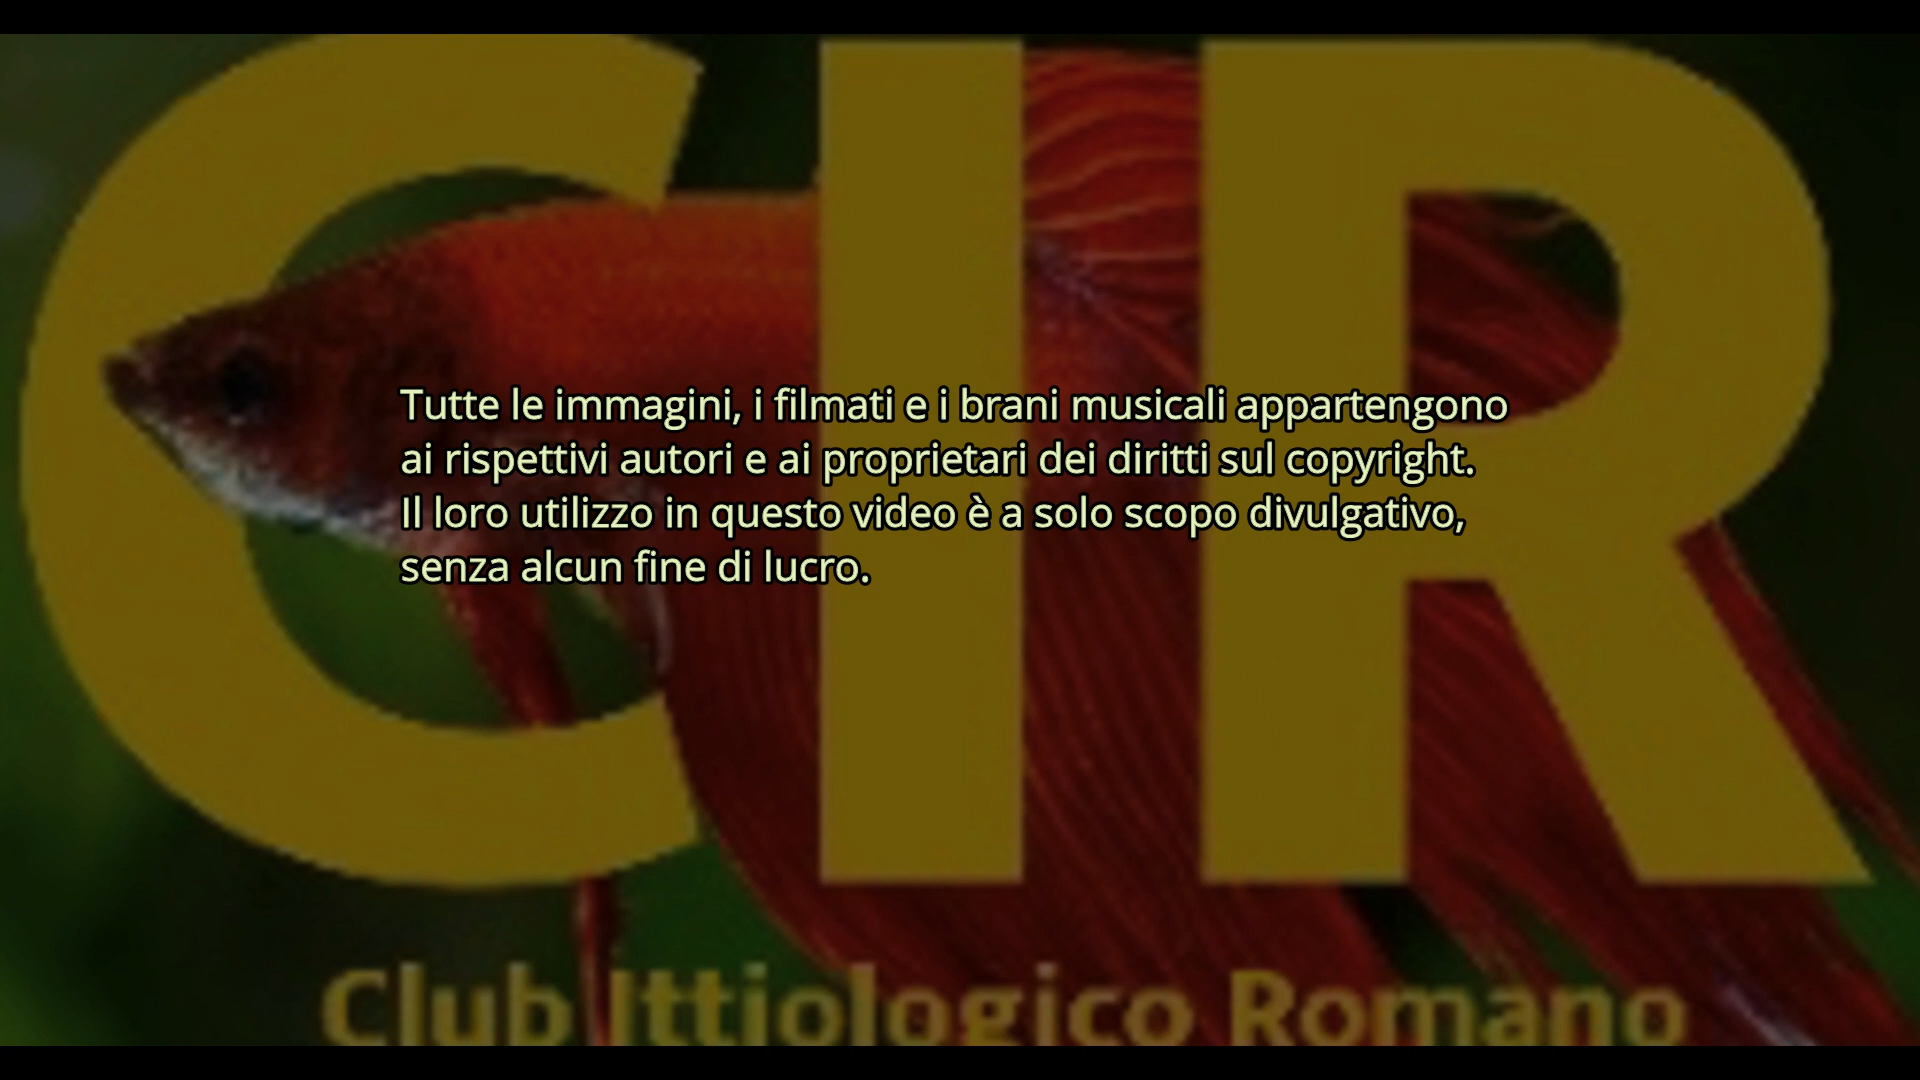 CIR
Tutte le immagini, i filmati e i brani musicali appartengono
ai rispettivi autori e ai proprietari dei diritti sul copyright.
Il loro utilizzo in questo video è a solo scopo divulgativo,
senza alcun fine di lucro.
Club Ittiologico Romano